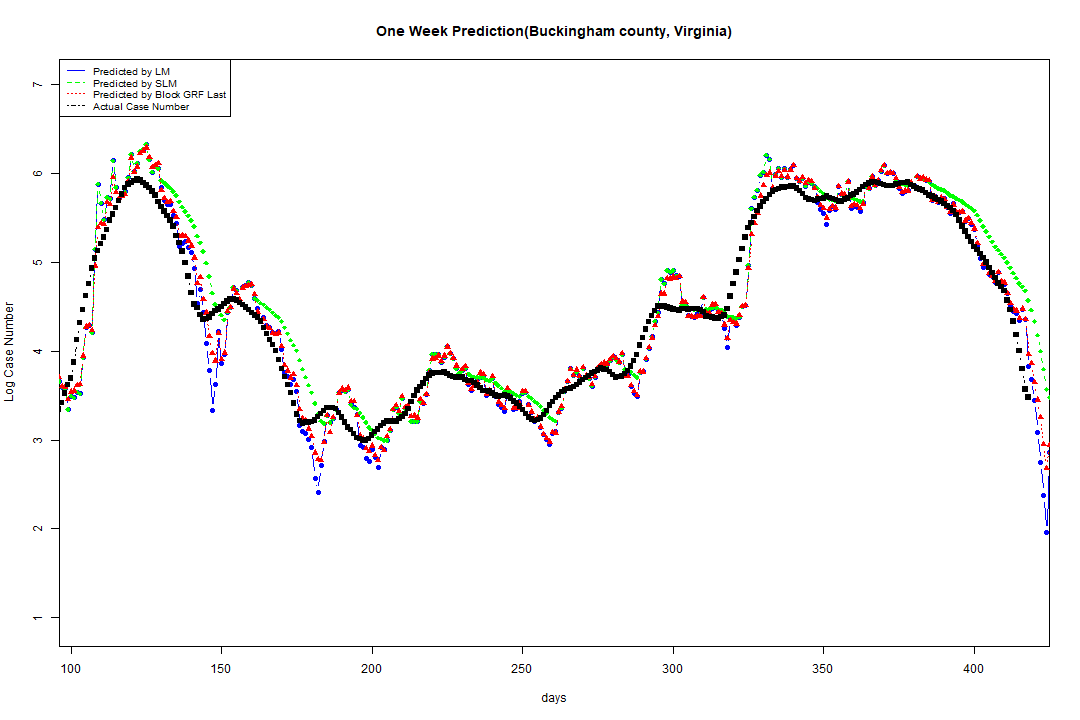 One Week Prediction(Buckingham county, Virginia)
Predicted by LM
Predicted by SLM
Predicted by Block GRF Last
Actual Case Number
7
6
5
4
3
2
1
Log Case Number
100 150 200 250 300 350 400
days